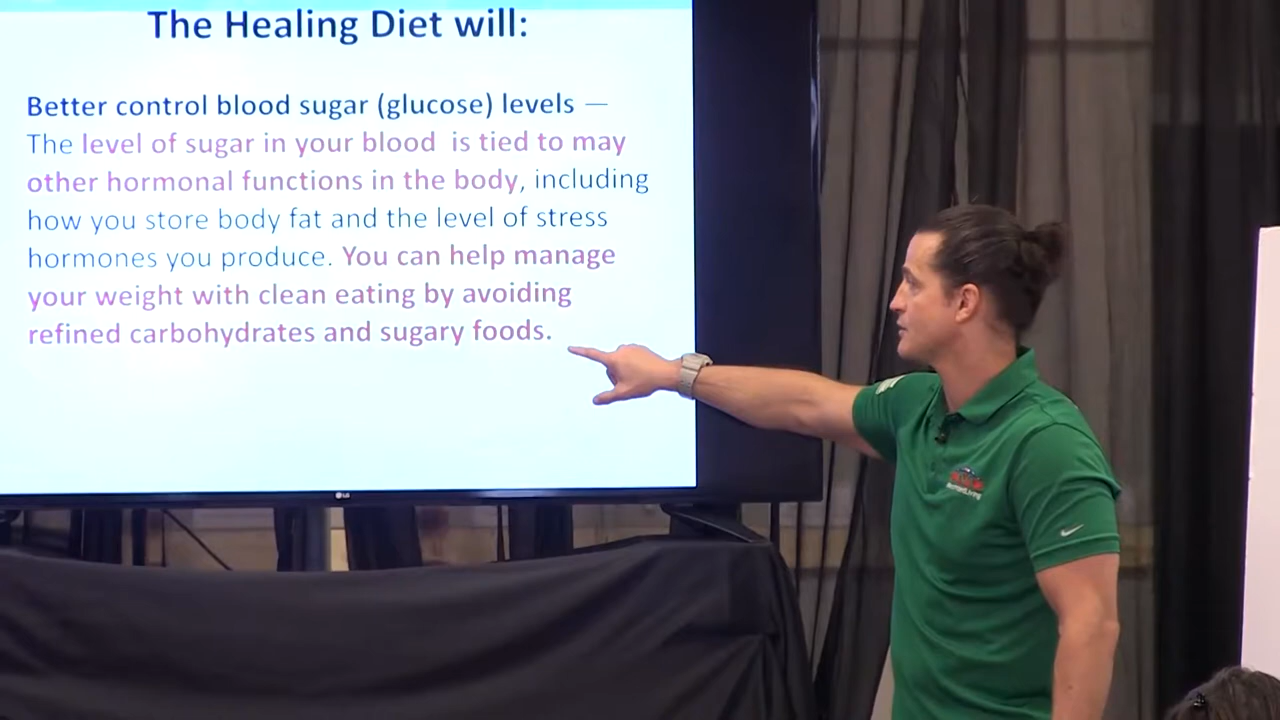 The Healing Diet will:
Better control blood sugar (glucose) levels —
The level of sugar in your blood is tied to may
other hormonal functions in the body, including
how you store body fat and the level of stress
hormones you produce. You can help manage
your weight with clean eating by avoiding
refined carbohydrates and sugary foods.
LG